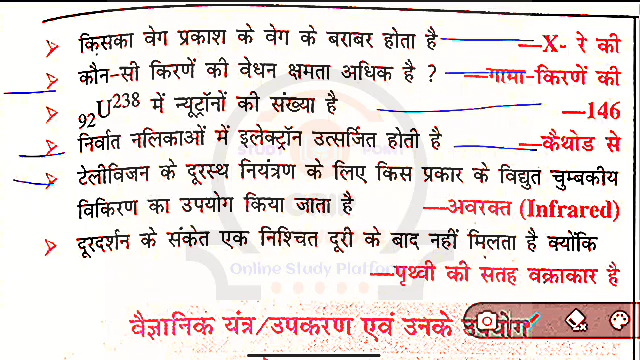 ➤ किसका वेग प्रकाश के वेग के बराबर होता है —X- रे की
➤ कौन-सी किरणें की वेधन क्षमता अधिक है ? —गामा-किरणें की
➤ ₉₂U²³⁸ में न्यूट्रॉनों की संख्या है —146
➤ निर्वात नलिकाओं में इलेक्ट्रॉन उत्सर्जित होती है —कैथोड से
➤ टेलीविजन के दूरस्थ नियंत्रण के लिए किस प्रकार के विद्युत चुम्बकीय
विकिरण का उपयोग किया जाता है —अवरक्त (Infrared)
➤ दूरदर्शन के संकेत एक निश्चित दूरी के बाद नहीं मिलता है क्योंकि
Online Study Platform
—पृथ्वी की सतह वक्राकार है
वैज्ञानिक यंत्र/उपकरण एवं उनके उपयोग